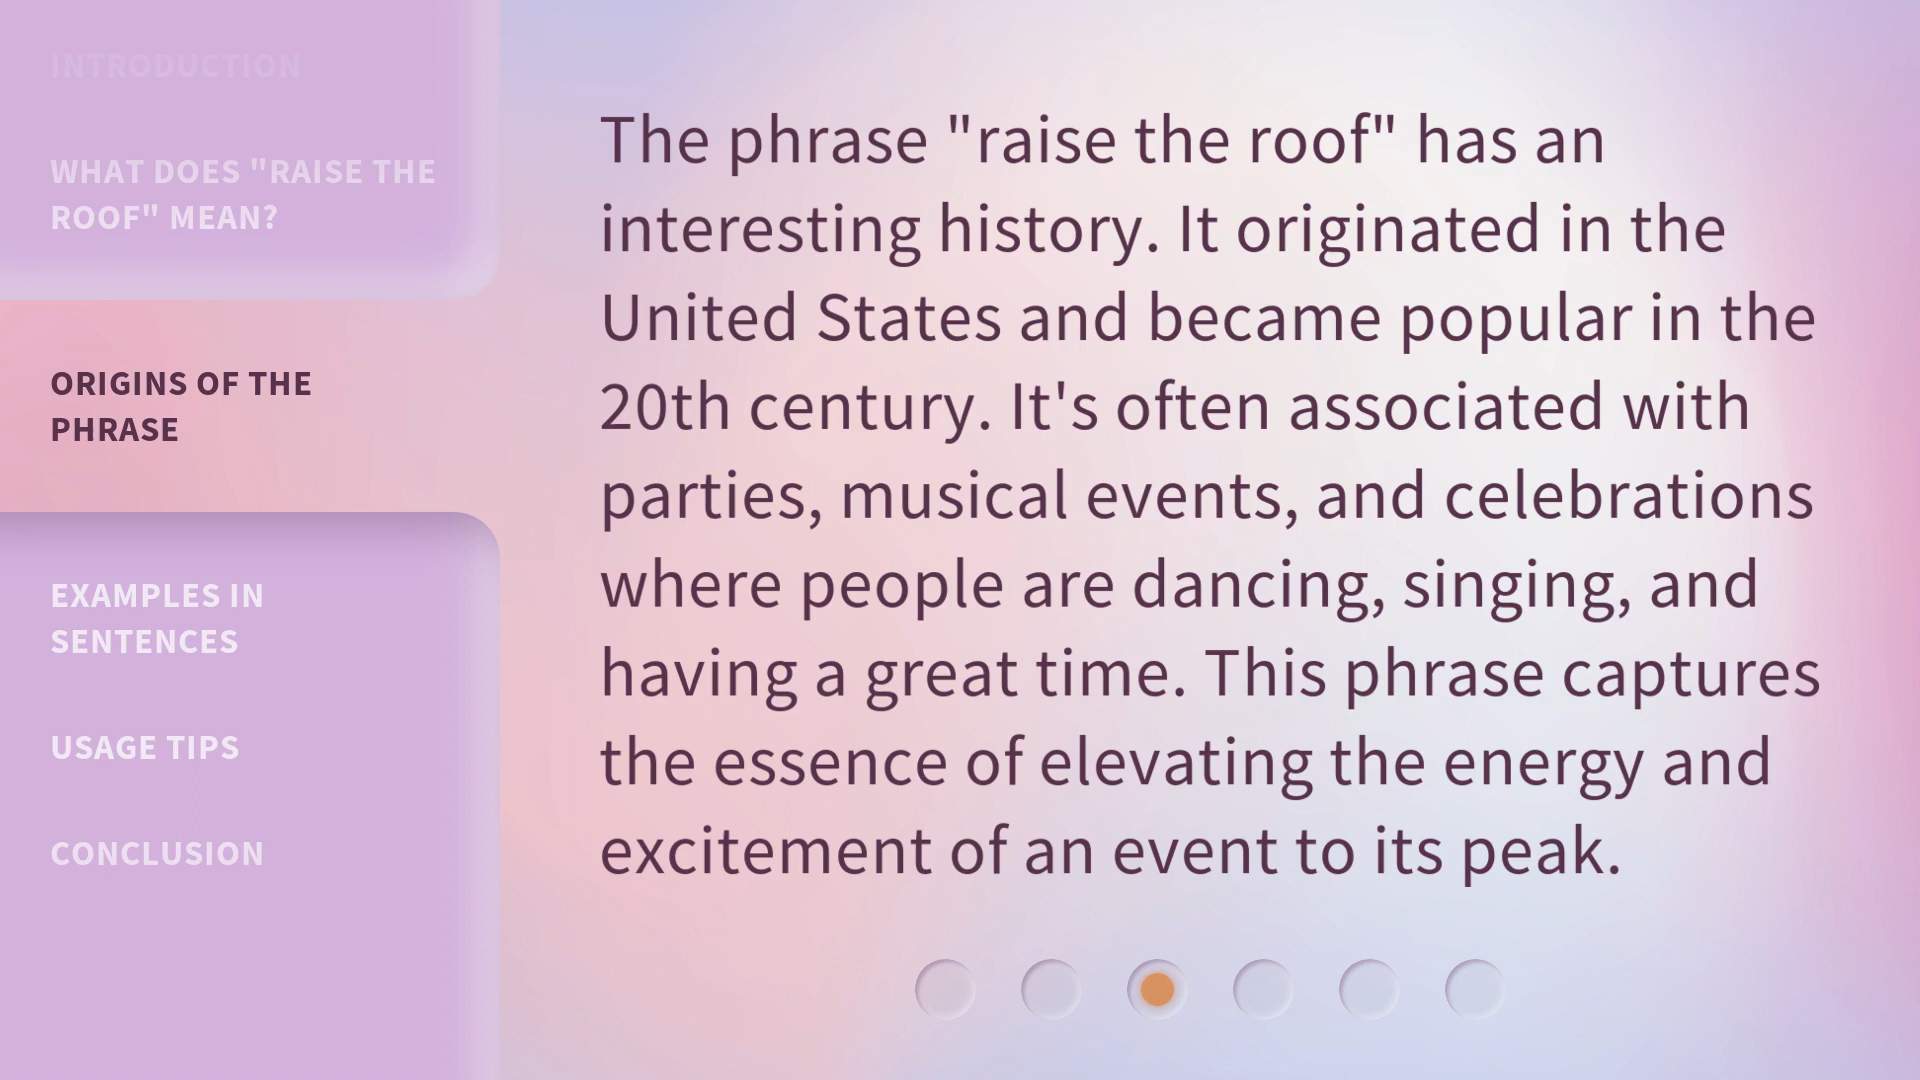 INTRODUCTION
WHAT DOES "RAISE THE
ROOF" MEAN?
ORIGINS OF THE
PHRASE
EXAMPLES IN
SENTENCES
USAGE TIPS
CONCLUSION
The phrase "raise the roof" has an
interesting history. It originated in the
United States and became popular in the
20th century. It's often associated with
parties, musical events, and celebrations
where people are dancing, singing, and
having a great time. This phrase captures
the essence of elevating the energy and
excitement of an event to its peak.